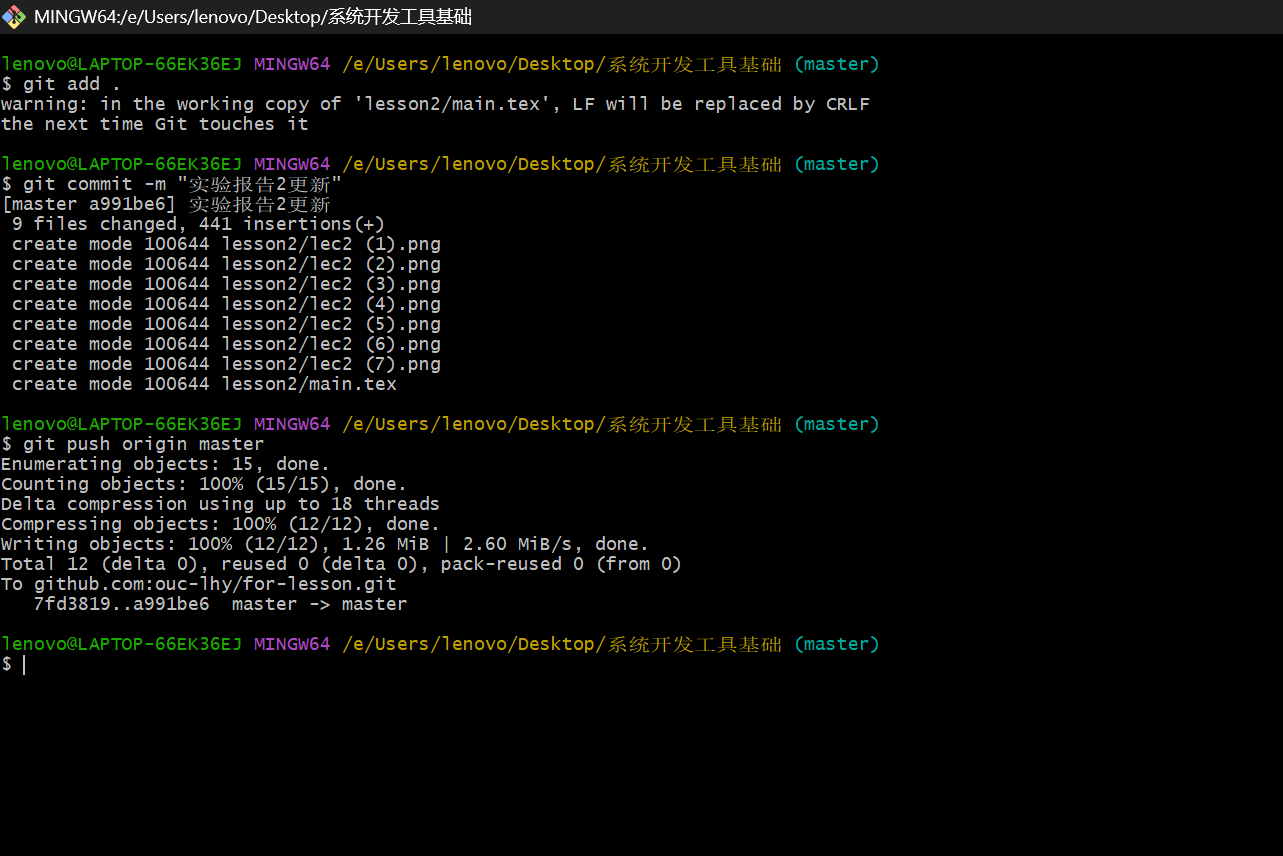 MINGW64:/e/Users/lenovo/Desktop/系统开发工具基础
lenovo@LAPTOP-66EK36EJ MINGW64 /e/Users/lenovo/Desktop/系统开发工具基础 (master)
$ git add .
warning: in the working copy of 'lesson2/main.tex', LF will be replaced by CRLF
the next time Git touches it
lenovo@LAPTOP-66EK36EJ MINGW64 /e/Users/lenovo/Desktop/系统开发工具基础 (master)
$ git commit -m "实验报告2更新"
[master a991be6] 实验报告2更新
 9 files changed, 441 insertions(+)
 create mode 100644 lesson2/lec2 (1).png
 create mode 100644 lesson2/lec2 (2).png
 create mode 100644 lesson2/lec2 (3).png
 create mode 100644 lesson2/lec2 (4).png
 create mode 100644 lesson2/lec2 (5).png
 create mode 100644 lesson2/lec2 (6).png
 create mode 100644 lesson2/lec2 (7).png
 create mode 100644 lesson2/main.tex
lenovo@LAPTOP-66EK36EJ MINGW64 /e/Users/lenovo/Desktop/系统开发工具基础 (master)
$ git push origin master
Enumerating objects: 15, done.
Counting objects: 100% (15/15), done.
Delta compression using up to 18 threads
Compressing objects: 100% (12/12), done.
Writing objects: 100% (12/12), 1.26 MiB | 2.60 MiB/s, done.
Total 12 (delta 0), reused 0 (delta 0), pack-reused 0 (from 0)
To github.com:ouc-lhy/for-lesson.git
   7fd3819..a991be6  master -> master
lenovo@LAPTOP-66EK36EJ MINGW64 /e/Users/lenovo/Desktop/系统开发工具基础 (master)
$